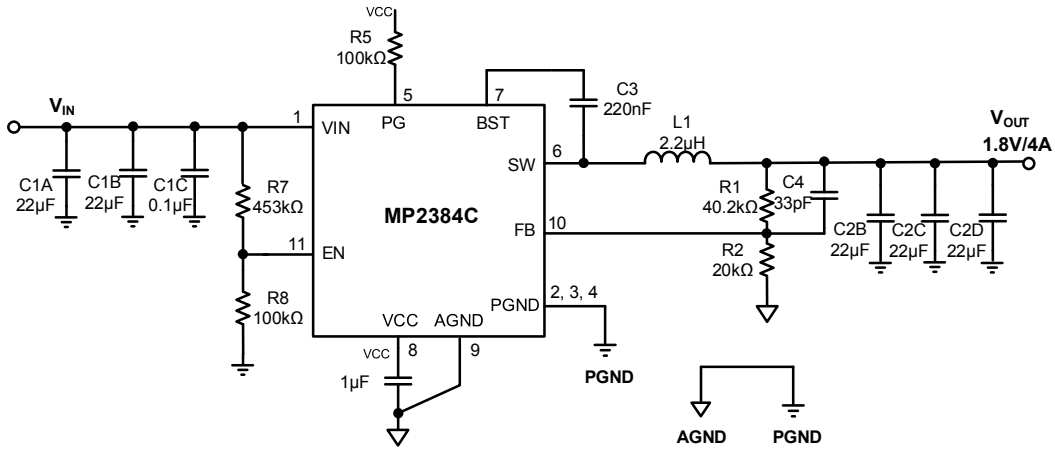 VCC
R5
100kΩ
5
7
C3
220nF
VIN
1
VIN
PG
BST
L1
2.2µH
VOUT
1.8V/4A
6
SW
C1A
22µF
C1B
22µF
C1C
0.1µF
R7
453kΩ
MP2384C
R1
40.2kΩ
C4
33pF
FB
10
C2B
22µF
C2C
22µF
C2D
22µF
11
EN
R2
20kΩ
R8
100kΩ
PGND
2, 3, 4
VCC
AGND
VCC
8
9
1µF
PGND
AGND
PGND